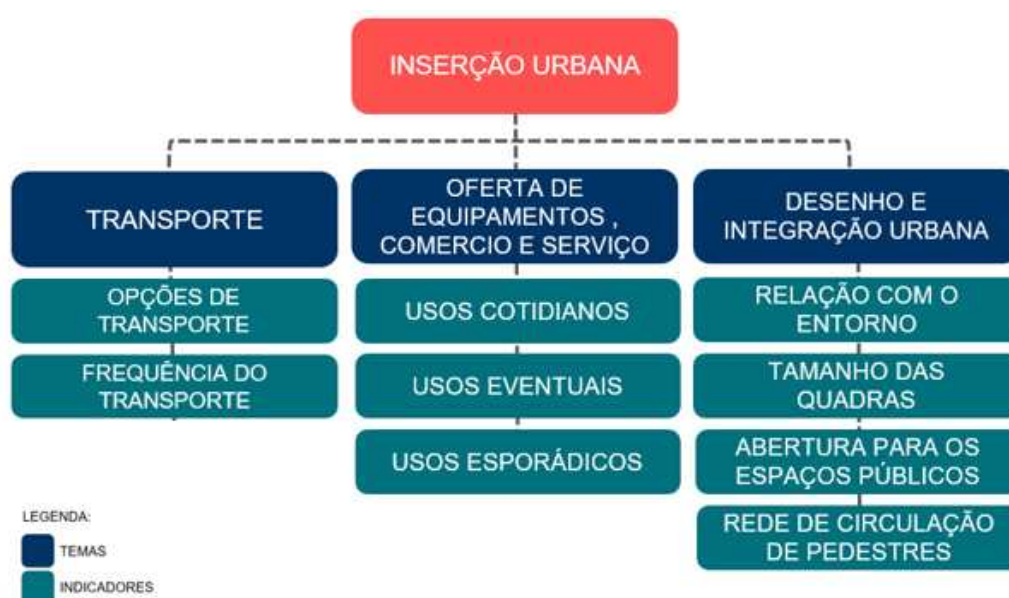 INSERÇÃO URBANA
TRANSPORTE
OPÇÕES DE
TRANSPORTE
FREQUÊNCIA DO
TRANSPORTE
OFERTA DE
EQUIPAMENTOS ,
COMERCIO E SERVIÇO
USOS COTIDIANOS
USOS EVENTUAIS
USOS ESPORÁDICOS
DESENHO E
INTEGRAÇÃO URBANA
RELAÇÃO COM O
ENTORNO
TAMANHO DAS
QUADRAS
ABERTURA PARA OS
ESPAÇOS PÚBLICOS
REDE DE CIRCULAÇÃO
DE PEDESTRES
LEGENDA:
TEMAS
INDICADORES